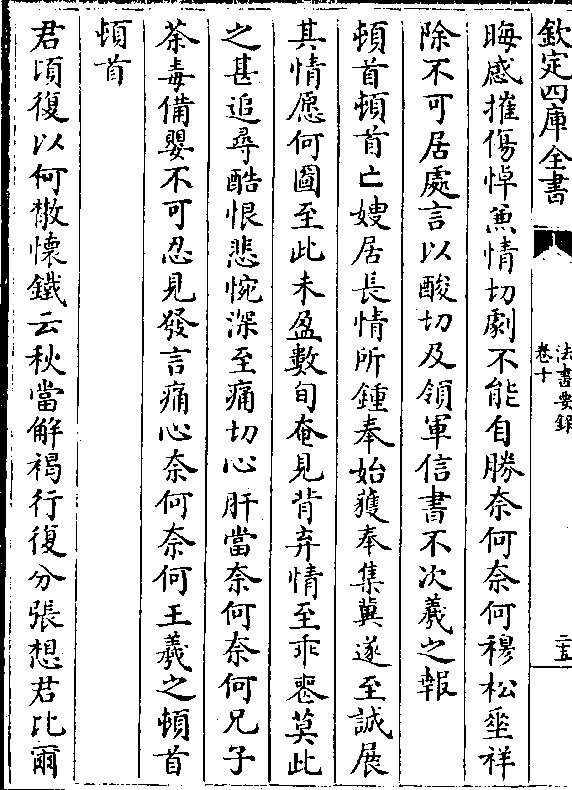 欽定四庫全書
法書要録
卷十
二五
晦感摧傷悼兼情切劇不能自勝奈何奈何穆松垂祥
除不可居處言以酸切及領軍信書不次羲之報
頓首頓首亡嫂居長情所鍾奉始獲奉集冀遂至誠展
其情愿何圖至此未盈數旬奄見背弃情至乖喪莫此
之甚追尋酷恨悲惋深至痛切心肝當奈何奈何兄子
荼毒備嬰不可忍見發言痛心奈何奈何王羲之頓首
頓首
君頃復以何散懷鐵云秋當解褐行復分張想君比爾